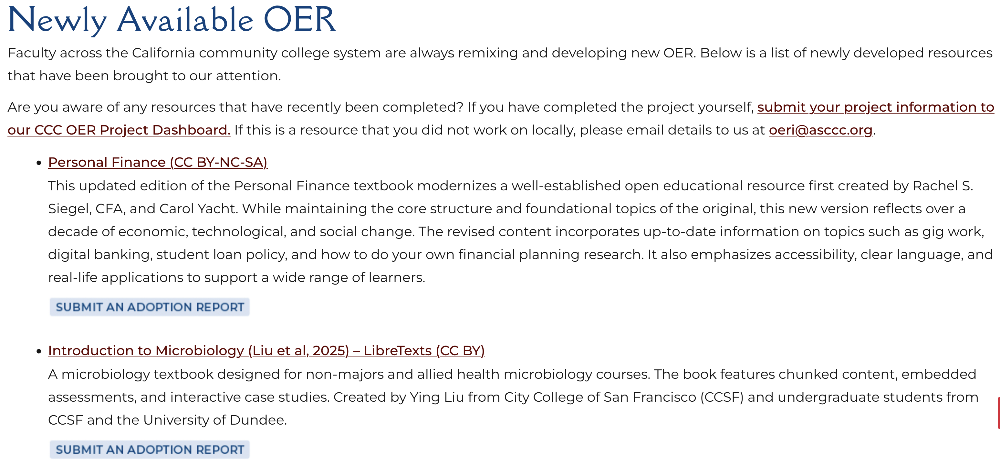 Newly Available OER
Faculty across the California community college system are always remixing and developing new OER. Below is a list of newly developed resources
that have been brought to our attention.
Are you aware of any resources that have recently been completed? If you have completed the project yourself, submit your project information to
our CCC OER Project Dashboard. If this is a resource that you did not work on locally, please email details to us at oeri@asccc.org.
• Personal Finance (CC BY-NC-SA)
This updated edition of the Personal Finance textbook modernizes a well-established open educational resource first created by Rachel S.
Siegel, CFA, and Carol Yacht. While maintaining the core structure and foundational topics of the original, this new version reflects over a
decade of economic, technological, and social change. The revised content incorporates up-to-date information on topics such as gig work,
digital banking, student loan policy, and how to do your own financial planning research. It also emphasizes accessibility, clear language, and
real-life applications to support a wide range of learners.
SUBMIT AN ADOPTION REPORT
• Introduction to Microbiology (Liu et al, 2025) – LibreTexts (CC BY)
A microbiology textbook designed for non-majors and allied health microbiology courses. The book features chunked content, embedded
assessments, and interactive case studies. Created by Ying Liu from City College of San Francisco (CCSF) and undergraduate students from
CCSF and the University of Dundee.
SUBMIT AN ADOPTION REPORT